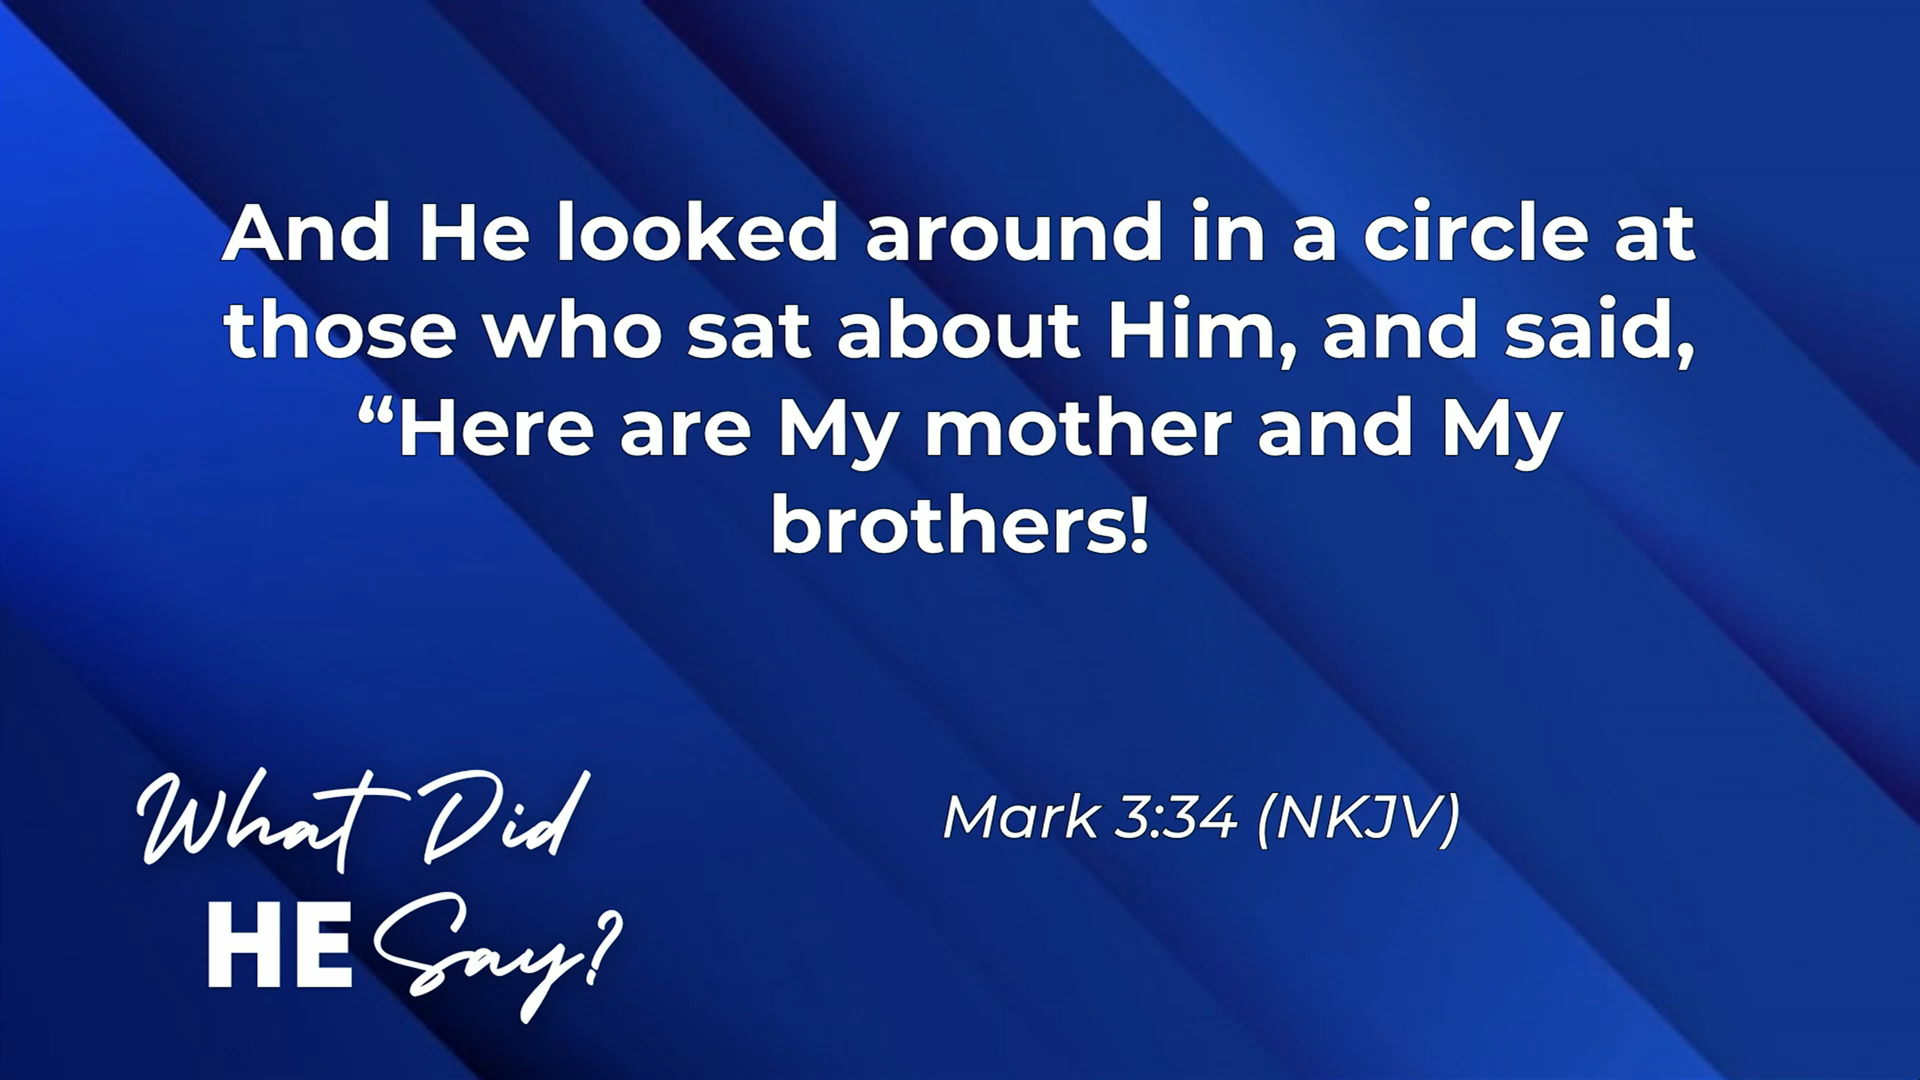 And He looked around in a circle at
those who sat about Him, and said,
“Here are My mother and My
brothers!
What Did
HE Say?
Mark 3:34 (NKJV)